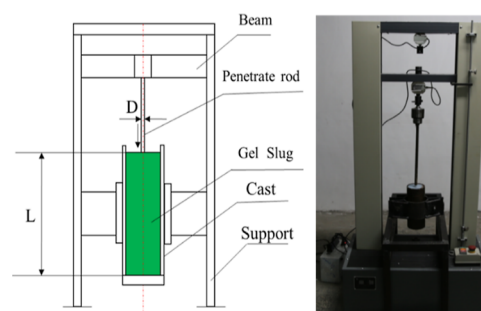 Beam
Penetrate rod
D
Gel Slug
L
Cast
Support